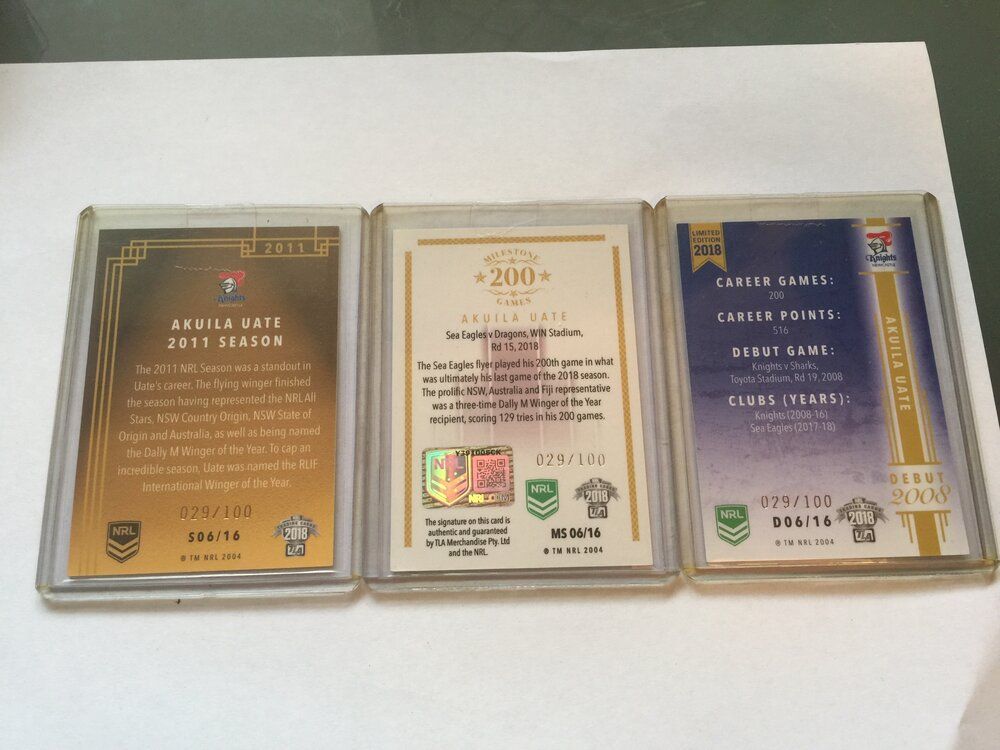 2011
Knights
NEWCASTLE
AKUILA UATE
2011 SEASON
The 2011 NRL Season was a standout in
Uate's career. The flying winger finished
the season having represented the NRL All
Stars, NSW Country Origin, NSW State of
Origin and Australia, as well as being named
the Dally M Winger of the Year. To cap an
incredible season, Uate was named the RLIF
International Winger of the Year.
029/100
NRL
S06/16
TRADING CARDS
2018
TLA
® TM NRL 2004
MILESTONE
200
GAMES
AKUILA UATE
Sea Eagles v Dragons, WIN Stadium,
Rd 15, 2018
The Sea Eagles flyer played his 200th game in what
was ultimately his last game of the 2018 season.
The prolific NSW, Australia and Fiji representative
was a three-time Dally M Winger of the Year
recipient, scoring 129 tries in his 200 games.
NRL
029/100
The signature on this card is
authentic and guaranteed
by TLA Merchandise Pty. Ltd
and the NRL.
NRL
2018
TLA
MS 06/16
® TM NRL 2004
LIMITED
EDITION
2018
Knights
NEWCASTLE
CAREER GAMES:
200
CAREER POINTS:
516
DEBUT GAME:
Knights v Sharks,
Toyota Stadium, Rd 19, 2008
CLUBS (YEARS):
Knights (2008-16)
Sea Eagles (2017-18)
AKUILA UATE
DEBUT
2008
029/100
NRL
D06/16
2018
TLA
® TM NRL 2004